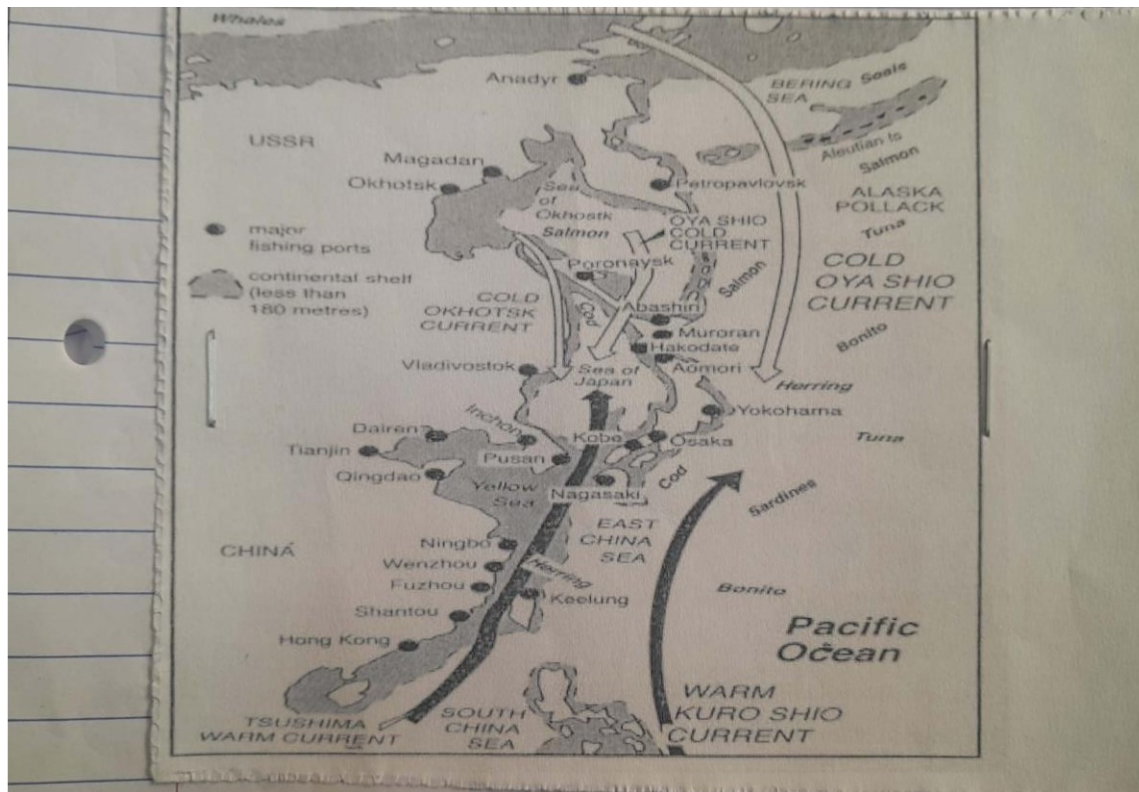 Whales
Anadyr
BERING
SEA
Seals
USSR
Aleutian Is
Salmon
Magadan
Okhotsk
Sea
of
Okhostk
Salmon
Petropavlovsk
ALASKA
POLLACK
Tuna
OYA SHIO
COLD
CURRENT
major
fishing ports
continental shelf
(less than
180 metres)
Poronaysk
Salmon
COLD
OYA SHIO
CURRENT
COLD
OKHOTSK
CURRENT
Cod
Abashiri
Muroran
Hakodate
Aomori
Bonito
Vladivostok
Sea of
Japan
Herring
Yokohama
Inchon
Dairen
Tianjin
Pusan
Kobe
Osaka
Tuna
Qingdao
Yellow
Sea
Nagasaki
Cod
Sardines
EAST
CHINA
SEA
CHINA
Ningbo
Wenzhou
Herring
Fuzhou
Keelung
Bonito
Shantou
Hong Kong
Pacific
Ocean
TSUSHIMA
WARM CURRENT
SOUTH
CHINA
SEA
WARM
KURO SHIO
CURRENT